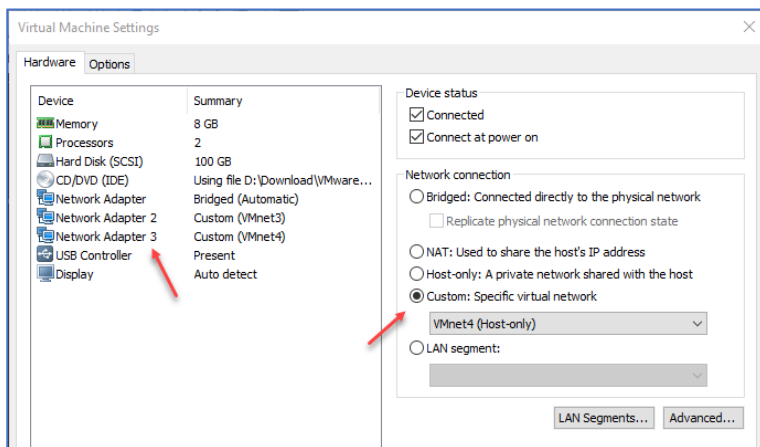 Virtual Machine Settings
Hardware
Options
Device Summary
Memory 8 GB
Processors 2
Hard Disk (SCSI) 100 GB
CD/DVD (IDE) Using file D:\Download\VMware...
Network Adapter Bridged (Automatic)
Network Adapter 2 Custom (VMnet3)
Network Adapter 3 Custom (VMnet4)
USB Controller Present
Display Auto detect
Device status
Connected
Connect at power on
Network connection
Bridged: Connected directly to the physical network
Replicate physical network connection state
NAT: Used to share the host's IP address
Host-only: A private network shared with the host
Custom: Specific virtual network
VMnet4 (Host-only)
LAN segment:
LAN Segments... Advanced...